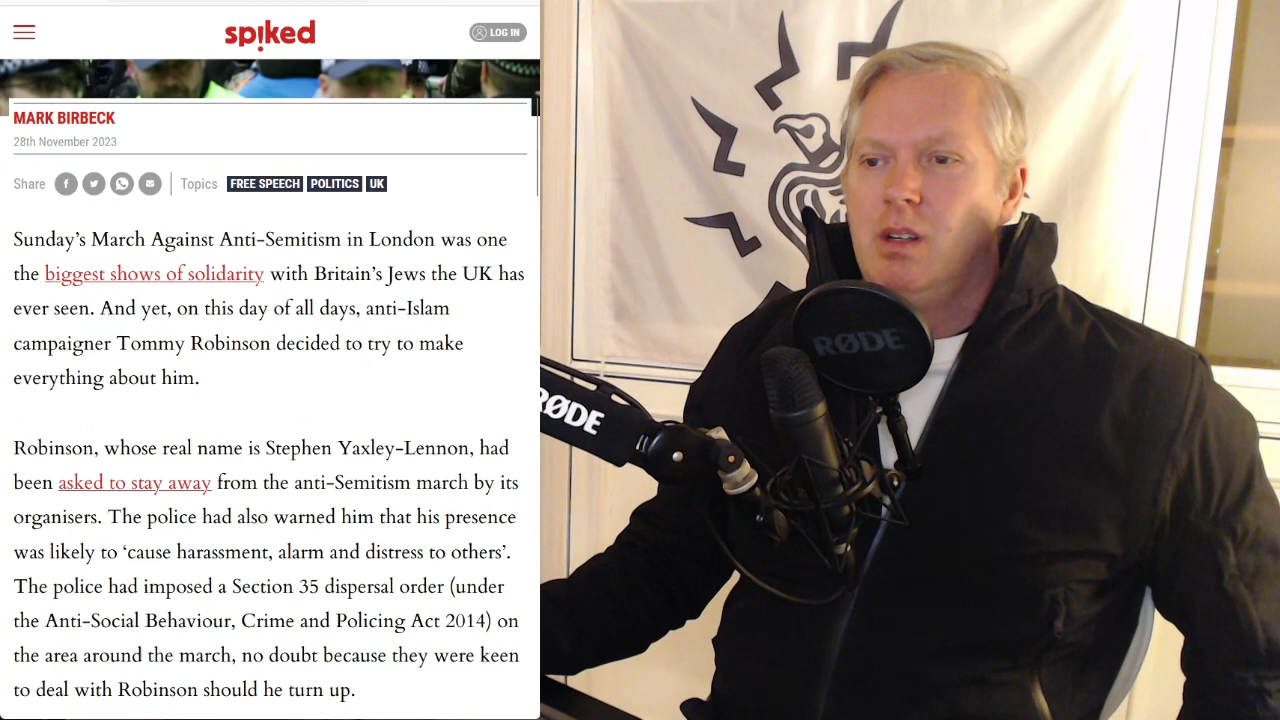 spiked
LOG IN
MARK BIRBECK
28th November 2023
Share
Topics
FREE SPEECH
POLITICS
UK
Sunday’s March Against Anti-Semitism in London was one
the biggest shows of solidarity with Britain’s Jews the UK has
ever seen. And yet, on this day of all days, anti-Islam
campaigner Tommy Robinson decided to try to make
everything about him.
Robinson, whose real name is Stephen Yaxley-Lennon, had
been asked to stay away from the anti-Semitism march by its
organisers. The police had also warned him that his presence
was likely to ‘cause harassment, alarm and distress to others’.
The police had imposed a Section 35 dispersal order (under
the Anti-Social Behaviour, Crime and Policing Act 2014) on
the area around the march, no doubt because they were keen
to deal with Robinson should he turn up.
RØDE
RØDE